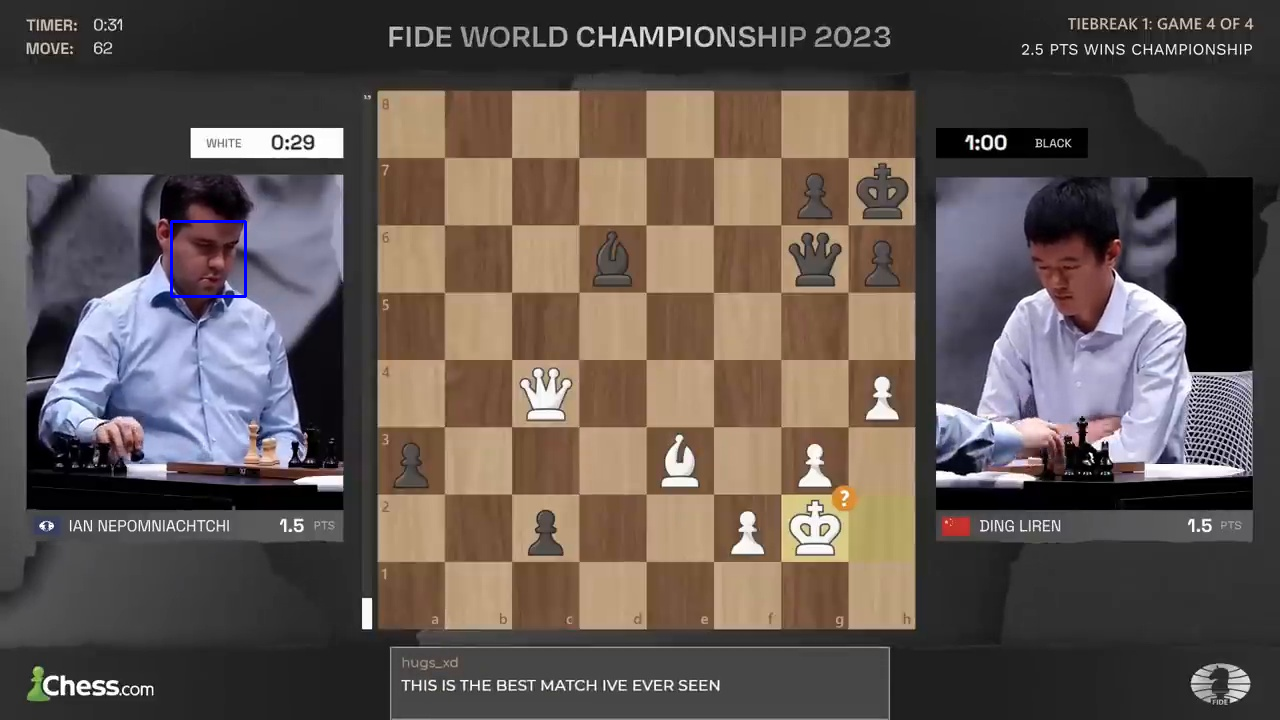 TIMER: 0:31
MOVE: 62
FIDE WORLD CHAMPIONSHIP 2023
TIEBREAK 1: GAME 4 OF 4
2.5 PTS WINS CHAMPIONSHIP
WHITE 0:29
1:00 BLACK
8
7
6
5
4
3
2
1
a b c d e f g h
?
IAN NEPOMNIACHTCHI 1.5 PTS
DING LIREN 1.5 PTS
hugs_xd
THIS IS THE BEST MATCH IVE EVER SEEN
Chess.com
FIDE